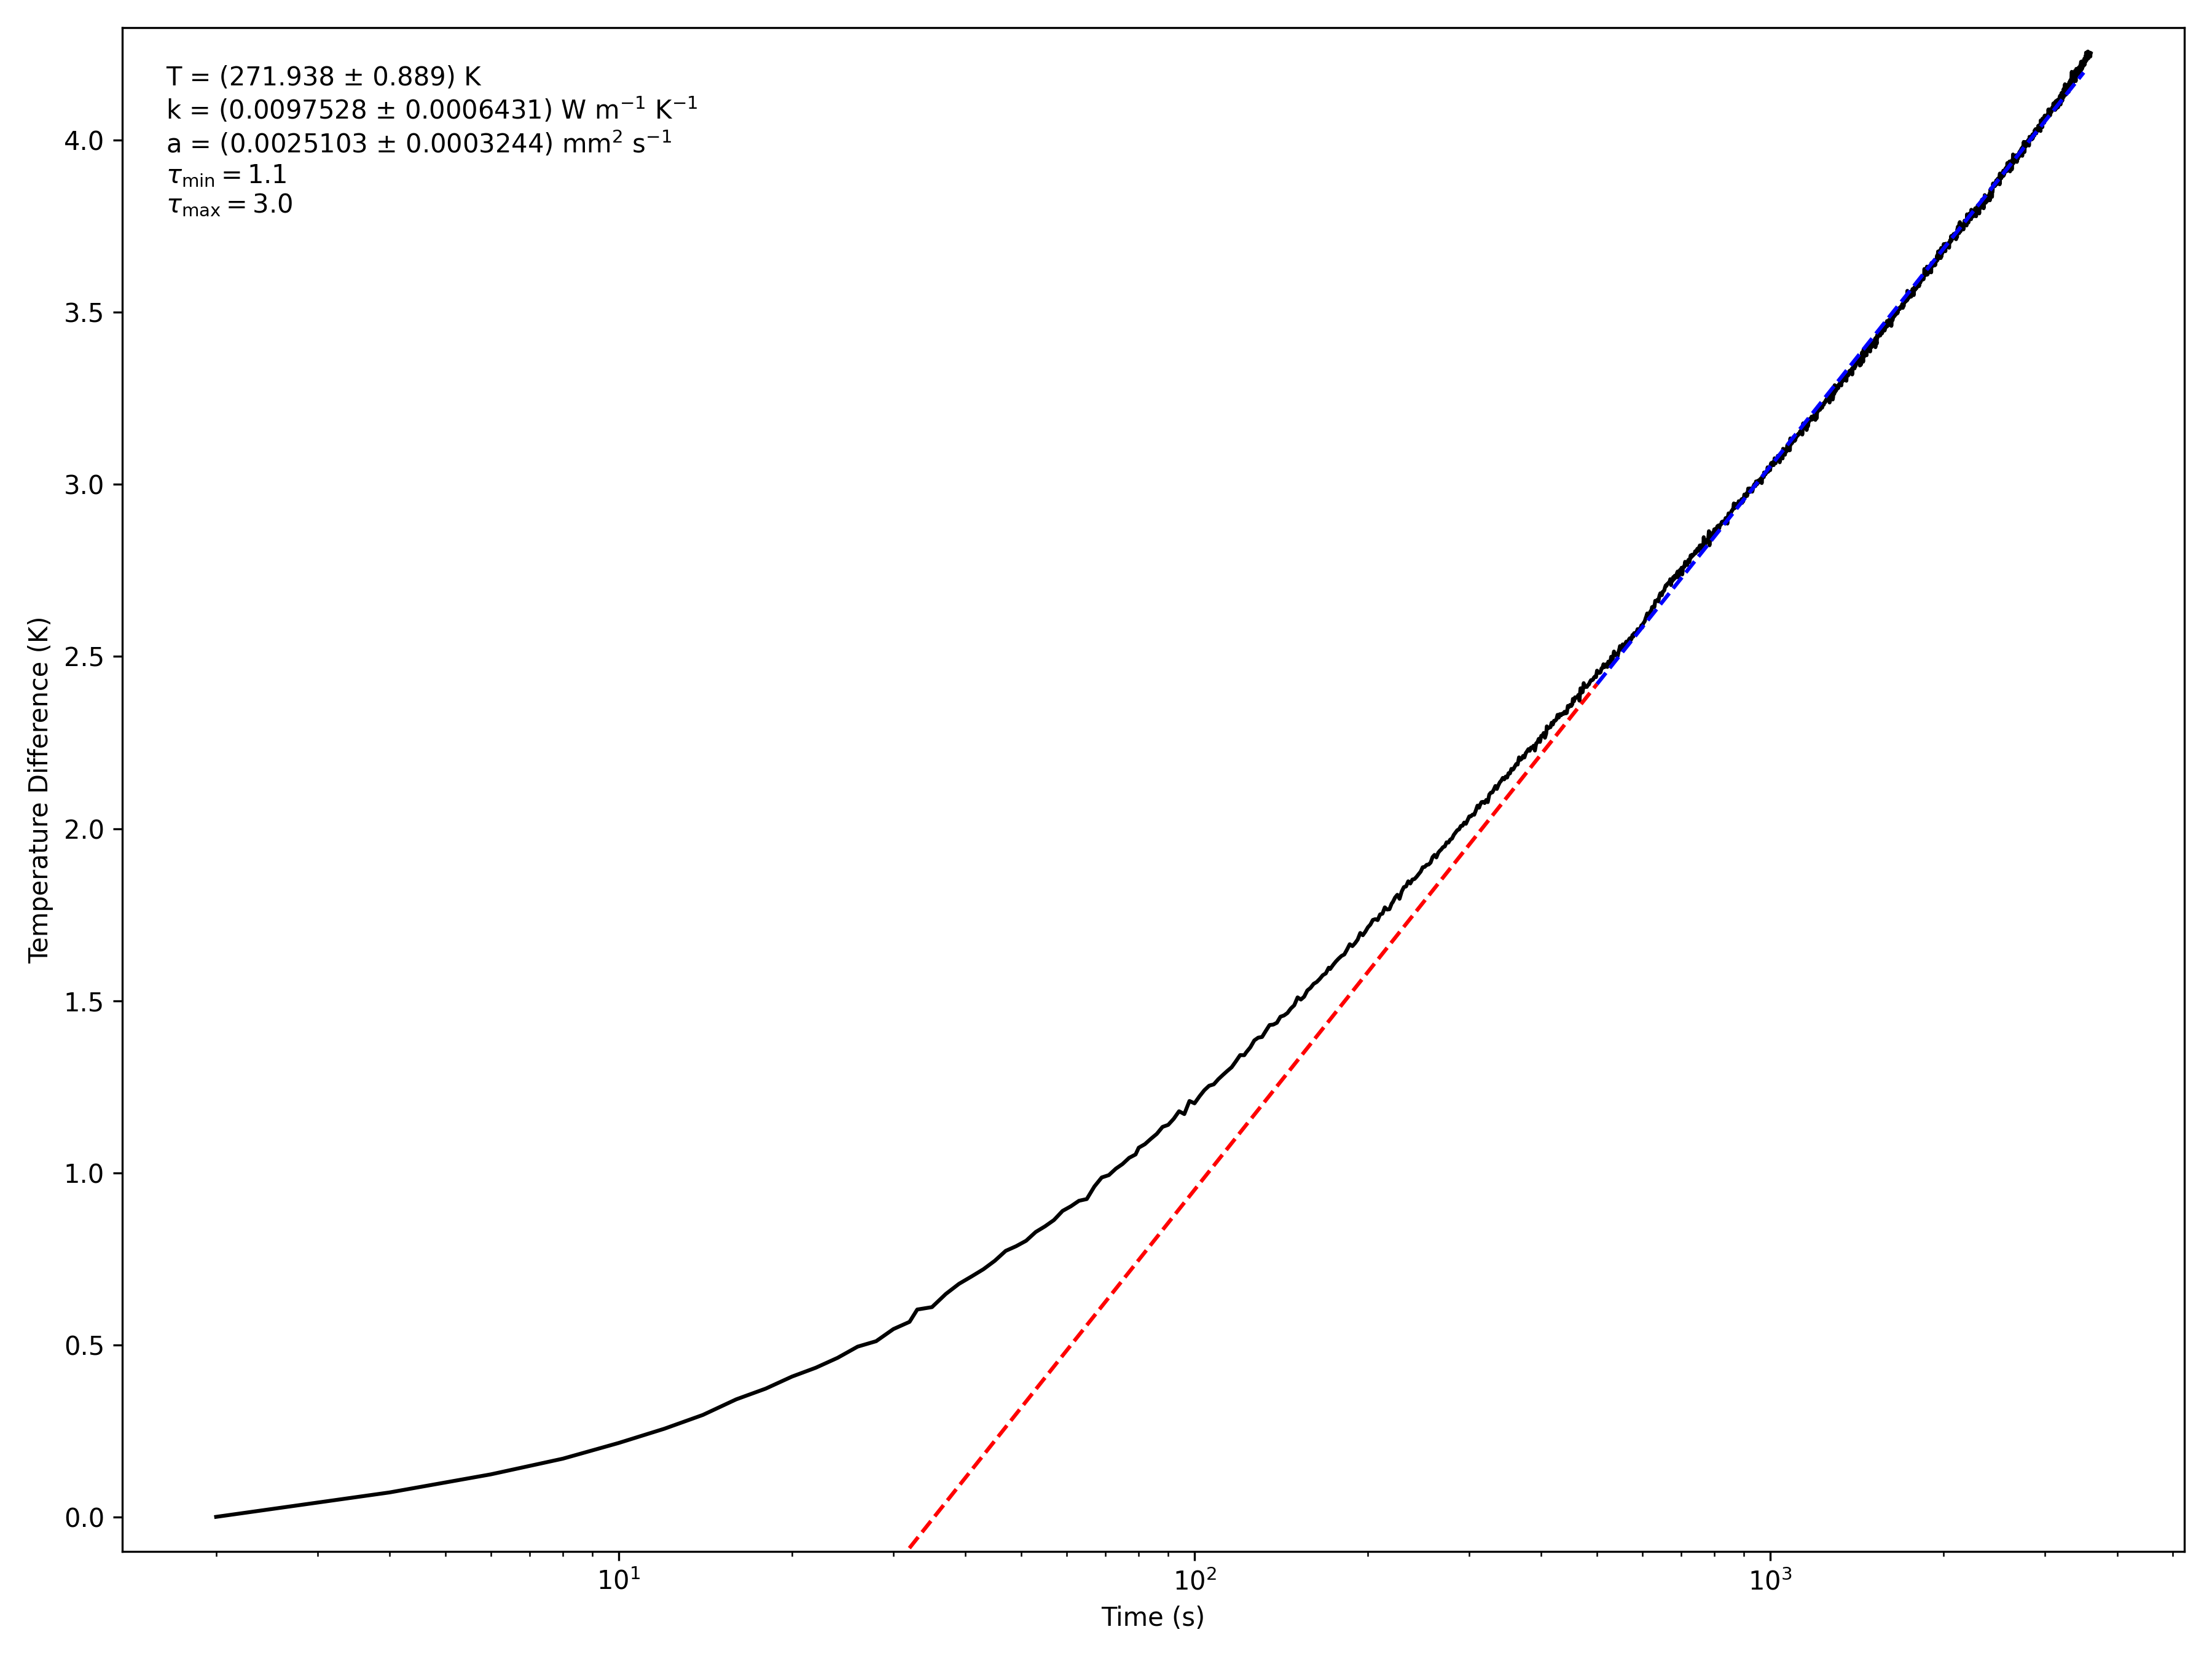 T = (271.938 ± 0.889) K
k = (0.0097528 ± 0.0006431) W m⁻¹ K⁻¹
a = (0.0025103 ± 0.0003244) mm² s⁻¹
τmin = 1.1
τmax = 3.0
4.0
3.5
3.0
2.5
2.0
1.5
1.0
0.5
0.0
Temperature Difference (K)
10¹ 10² 10³
Time (s)